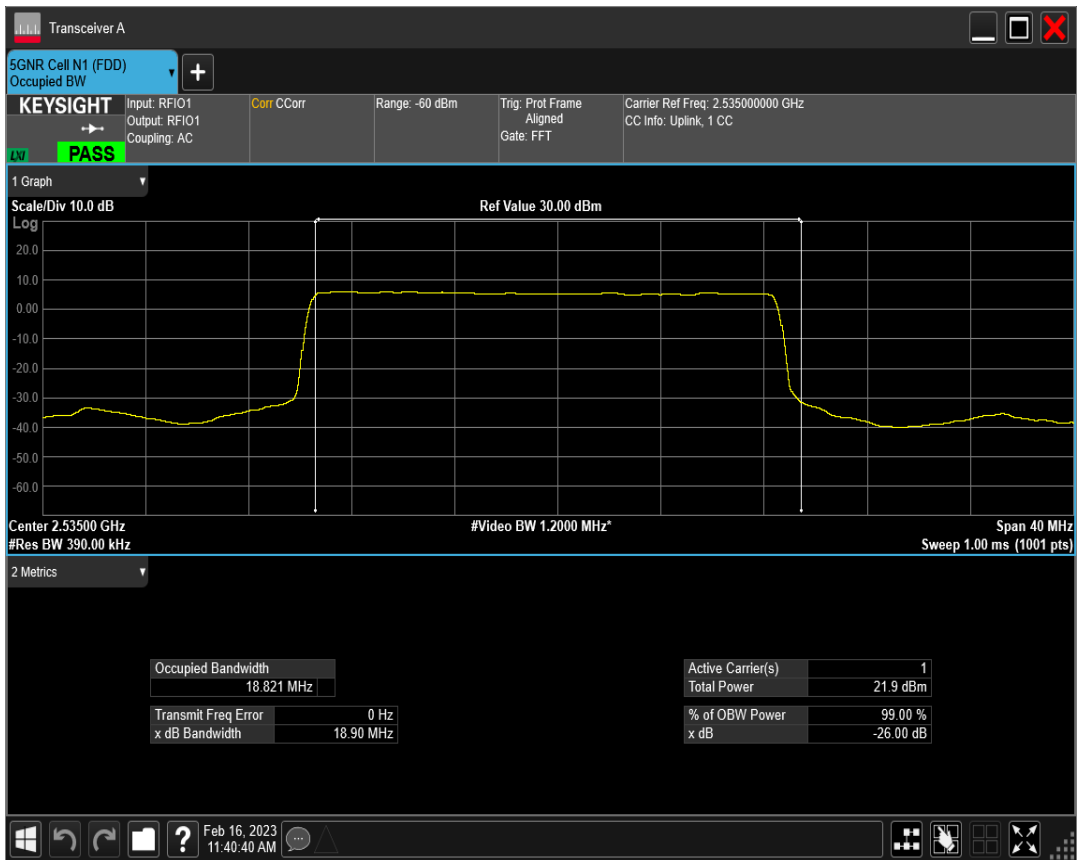 Transceiver A
5GNR Cell N1 (FDD)
Occupied BW
KEYSIGHT
LXI
PASS
Input: RFIO1
Output: RFIO1
Coupling: AC
Corr CCorr
Range: -60 dBm
Trig: Prot Frame
Aligned
Gate: FFT
Carrier Ref Freq: 2.535000000 GHz
CC Info: Uplink, 1 CC
1 Graph
Scale/Div 10.0 dB
Ref Value 30.00 dBm
Log
20.0
10.0
0.00
-10.0
-20.0
-30.0
-40.0
-50.0
-60.0
Center 2.53500 GHz
#Video BW 1.2000 MHz*
Span 40 MHz
#Res BW 390.00 kHz
Sweep 1.00 ms (1001 pts)
2 Metrics
Occupied Bandwidth
18.821 MHz
Transmit Freq Error 0 Hz
x dB Bandwidth 18.90 MHz
Active Carrier(s) 1
Total Power 21.9 dBm
% of OBW Power 99.00 %
x dB -26.00 dB
Feb 16, 2023
11:40:40 AM